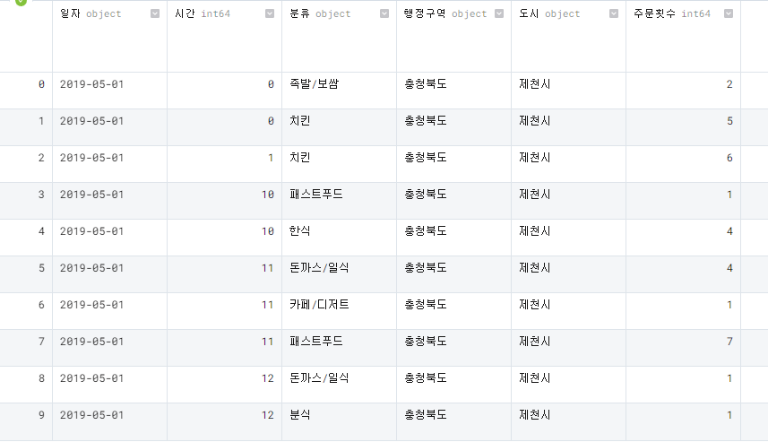 일자 object 시간 int64 분류 object 행정구역 object 도시 object 주문횟수 int64
0 2019-05-01 0 족발/보쌈 충청북도 제천시 2
1 2019-05-01 0 치킨 충청북도 제천시 5
2 2019-05-01 1 치킨 충청북도 제천시 6
3 2019-05-01 10 패스트푸드 충청북도 제천시 1
4 2019-05-01 10 한식 충청북도 제천시 4
5 2019-05-01 11 돈까스/일식 충청북도 제천시 4
6 2019-05-01 11 카페/디저트 충청북도 제천시 1
7 2019-05-01 11 패스트푸드 충청북도 제천시 7
8 2019-05-01 12 돈까스/일식 충청북도 제천시 1
9 2019-05-01 12 분식 충청북도 제천시 1